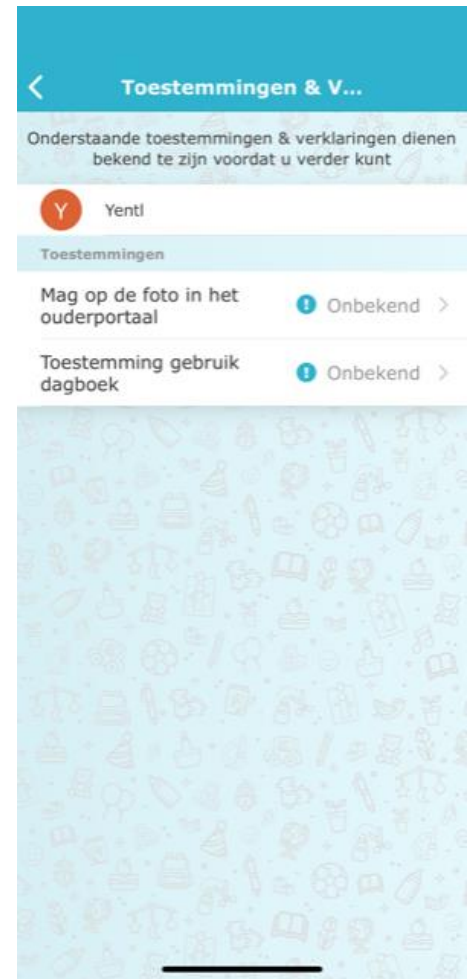 Toestemmingen & V...
Onderstaande toestemmingen & verklaringen dienen
bekend te zijn voordat u verder kunt
Y Yentl
Toestemmingen
Mag op de foto in het
ouderportaal
Onbekend
Toestemming gebruik
dagboek
Onbekend